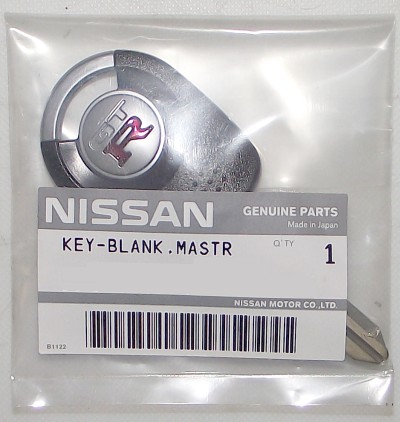 GT
R
NISSAN
GENUINE PARTS
Made in Japan
KEY-BLANK.MASTR
Q'TY
1
NISSAN MOTOR CO.,LTD.
B1123